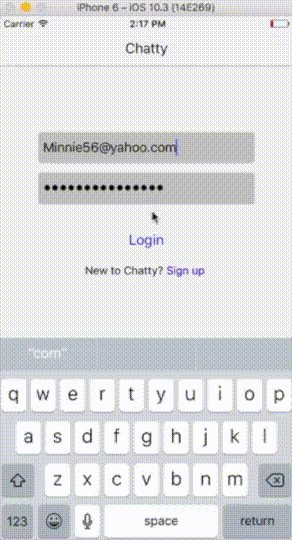 iPhone 6 – iOS 10.3 (14E269)
Carrier 2:17 PM
Chatty
Minnie56@yahoo.com
•••••••••••••••
Login
New to Chatty? Sign up
"com"
q w e r t y u i o p
a s d f g h j k l
z x c v b n m
123 space return